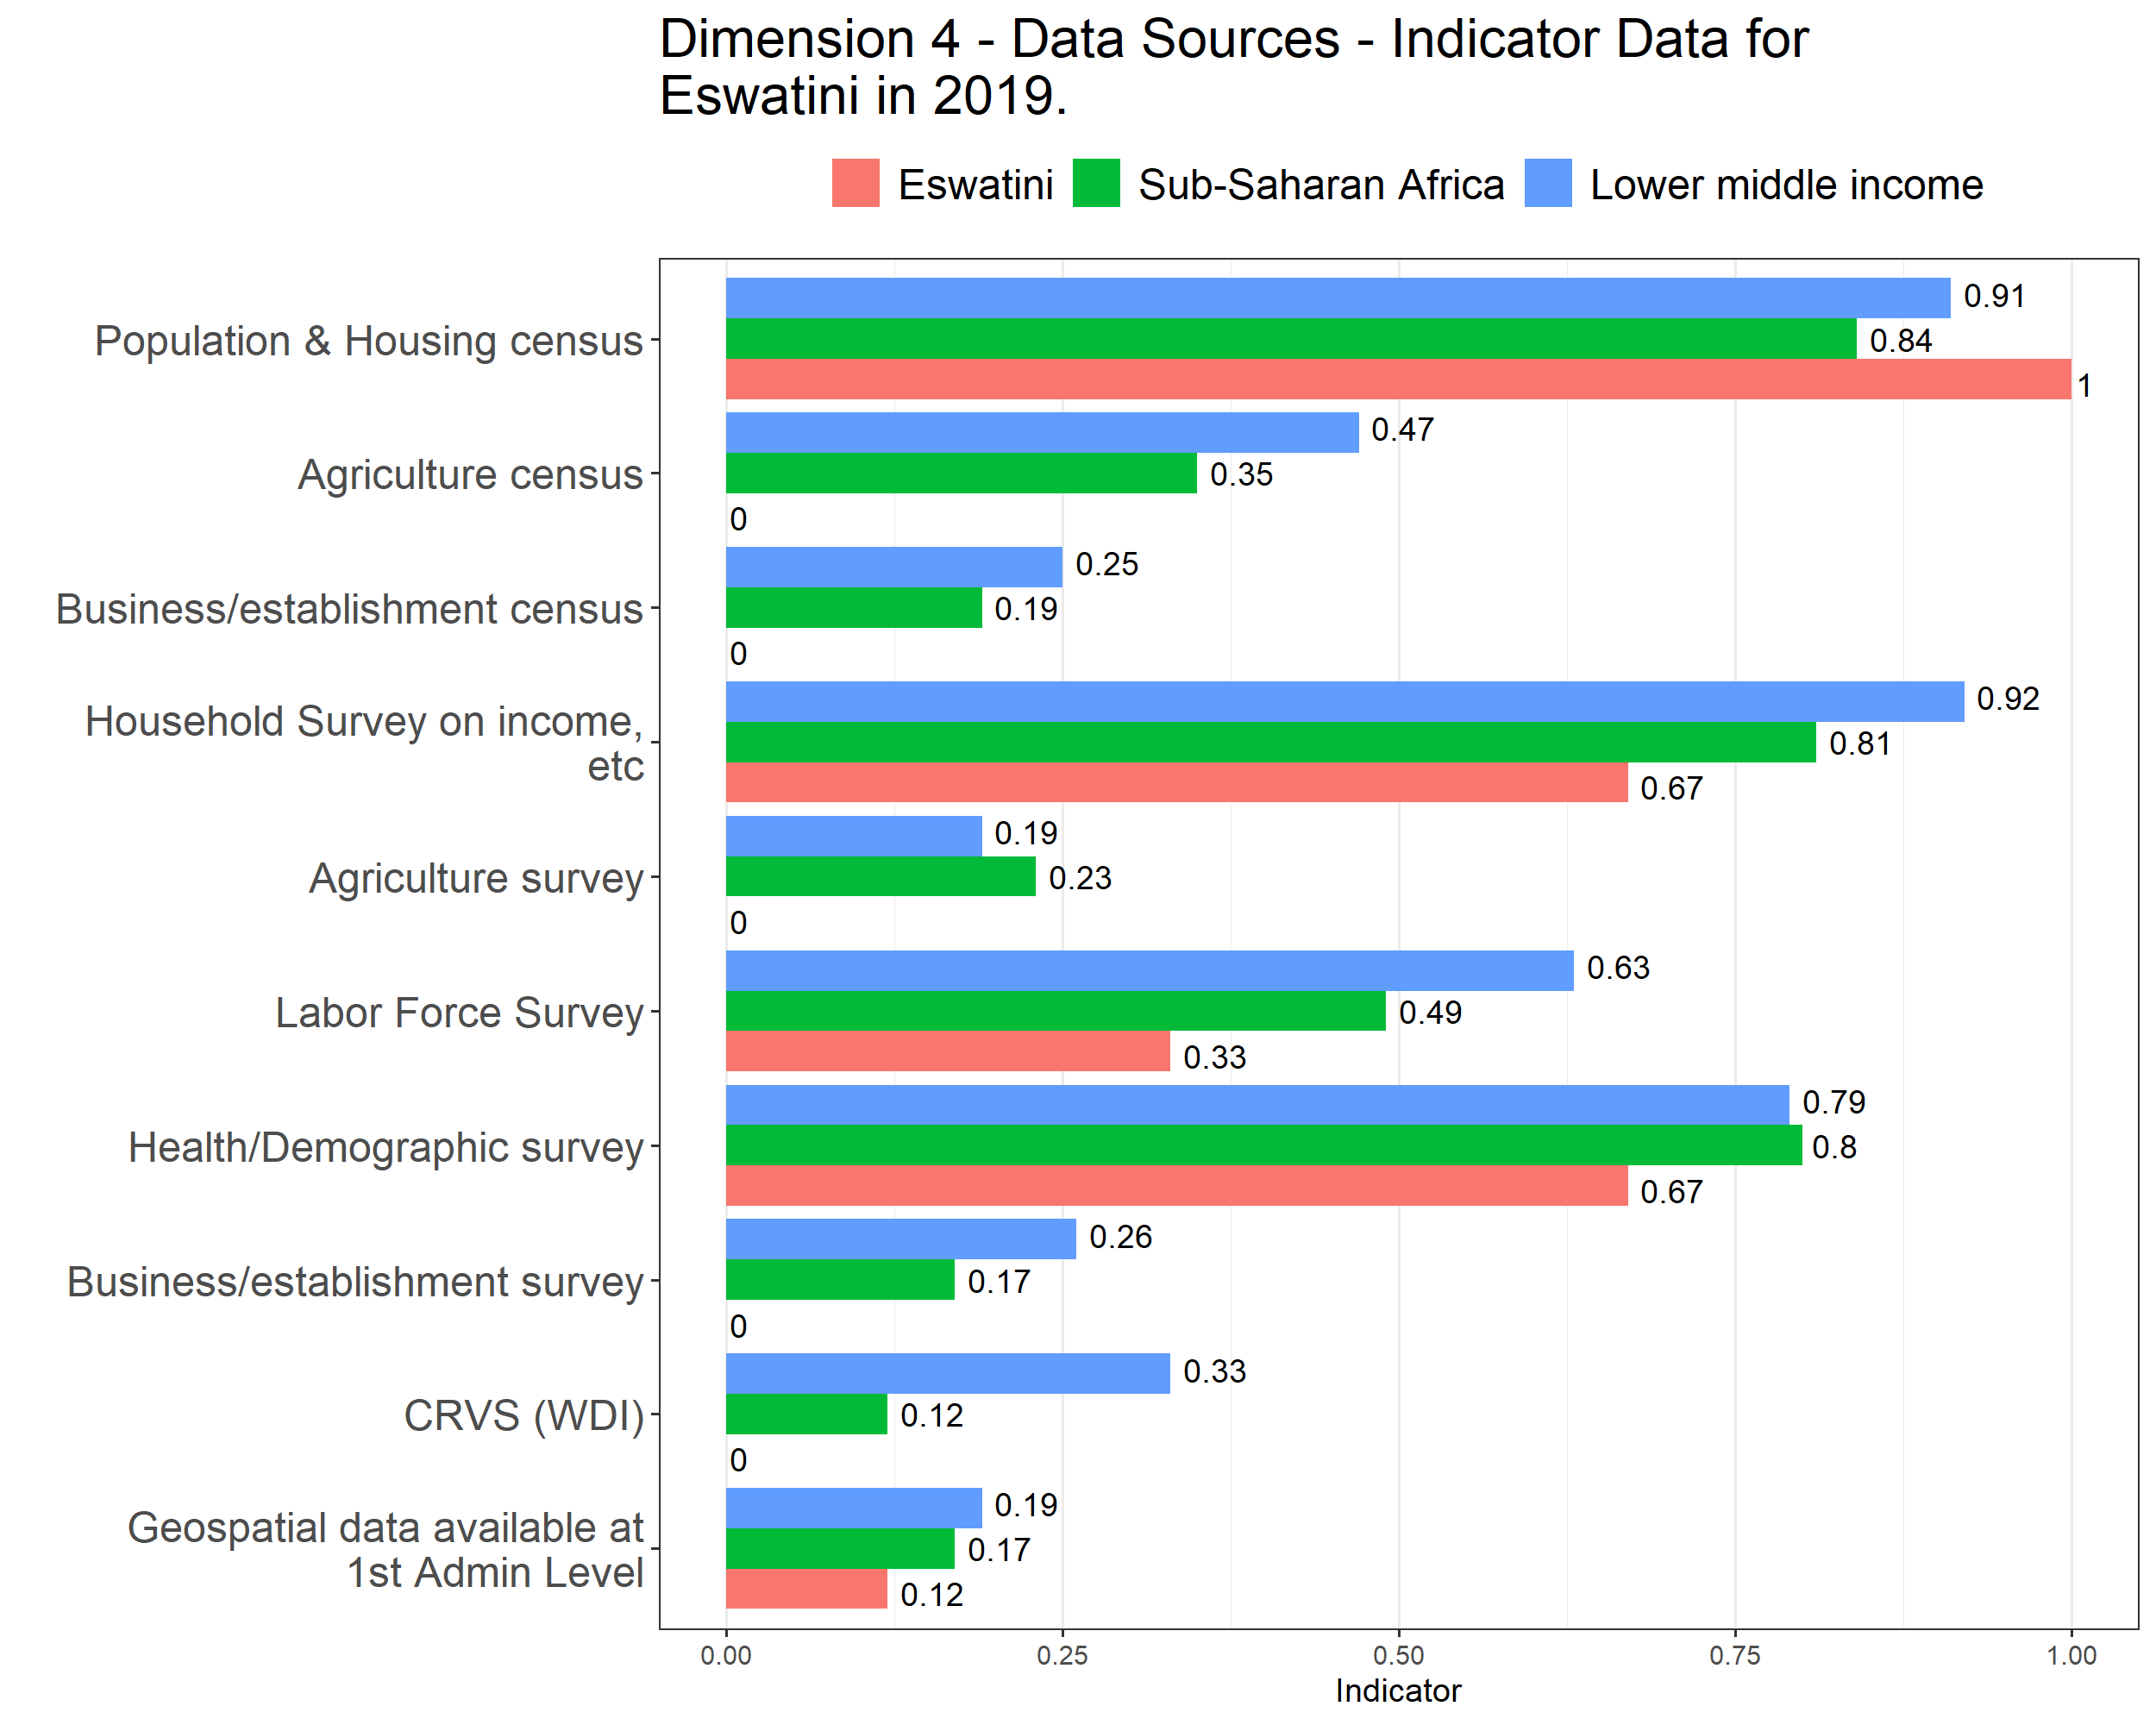 Dimension 4 - Data Sources - Indicator Data for
Eswatini in 2019.
Eswatini Sub-Saharan Africa Lower middle income
Population & Housing census
0.91
0.84
1
Agriculture census
0.47
0.35
0
Business/establishment census
0.25
0.19
0
Household Survey on income,
etc
0.92
0.81
0.67
Agriculture survey
0.19
0.23
0
Labor Force Survey
0.63
0.49
0.33
Health/Demographic survey
0.79
0.8
0.67
Business/establishment survey
0.26
0.17
0
CRVS (WDI)
0.33
0.12
0
Geospatial data available at
1st Admin Level
0.19
0.17
0.12
0.00 0.25 0.50 0.75 1.00
Indicator